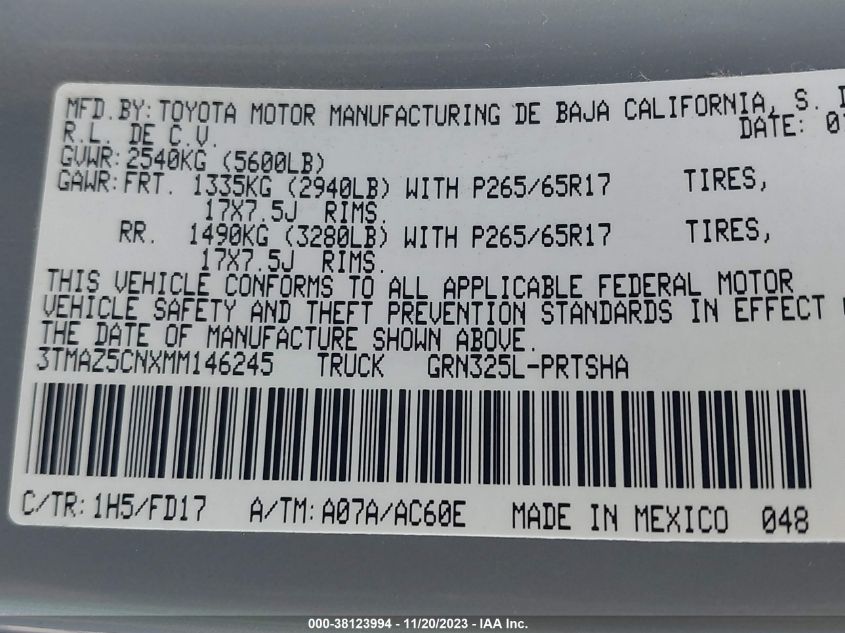 MFD.BY:TOYOTA MOTOR MANUFACTURING DE BAJA CALIFORNIA, S.
R.L. DE C.V. DATE: 07
GVWR:2540KG (5600LB)
GAWR:FRT. 1335KG (2940LB) WITH P265/65R17 TIRES,
17X7.5J RIMS.
RR. 1490KG (3280LB) WITH P265/65R17 TIRES,
17X7.5J RIMS.
THIS VEHICLE CONFORMS TO ALL APPLICABLE FEDERAL MOTOR
VEHICLE SAFETY AND THEFT PREVENTION STANDARDS IN EFFECT
THE DATE OF MANUFACTURE SHOWN ABOVE.
3TMAZ5CNXMM146245 TRUCK GRN325L-PRTSHA
C/TR:1H5/FD17 A/TM:A07A/AC60E MADE IN MEXICO 048
000-38123994 - 11/20/2023 - IAA Inc.